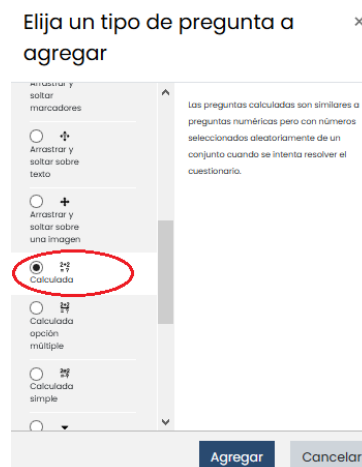 Elija un tipo de pregunta a
agregar
Arrastrar y
soltar
marcadores
Arrastrar y
soltar sobre
texto
Arrastrar y
soltar sobre
una imagen
2+2
= ?
Calculada
Calculada
opción
múltiple
Calculada
simple
Las preguntas calculadas son similares a
preguntas numéricas pero con números
seleccionados aleatoriamente de un
conjunto cuando se intenta resolver el
cuestionario.
Agregar
Cancelar